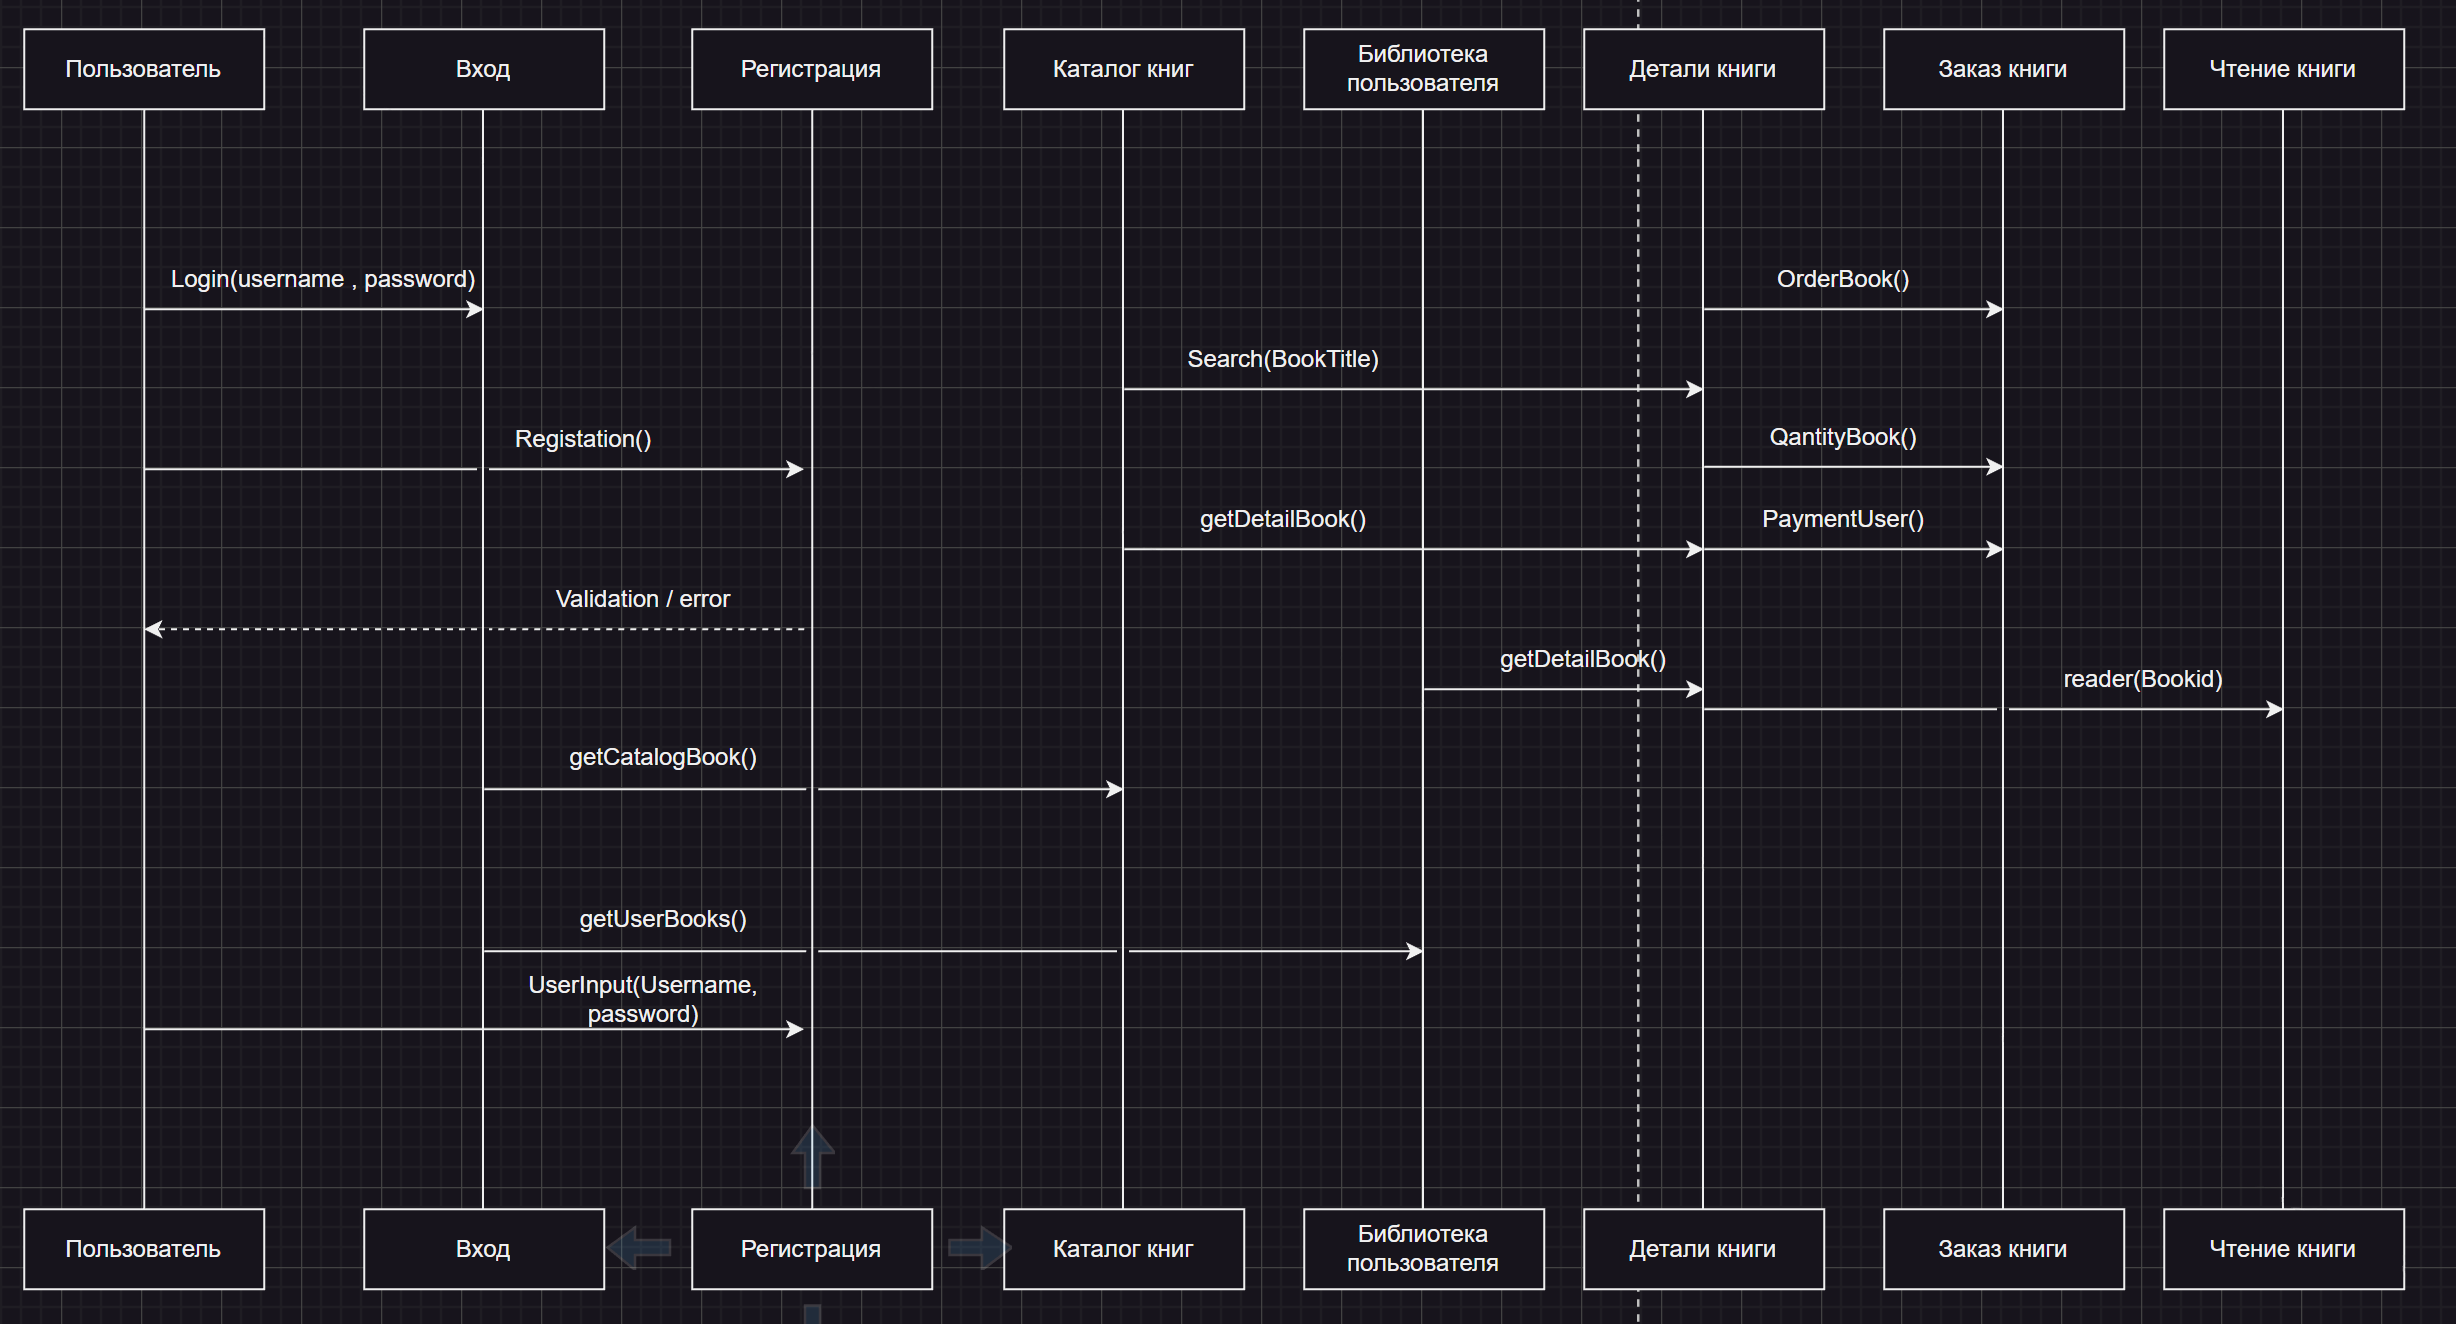 Пользователь
Вход
Регистрация
Каталог книг
Библиотека
пользователя
Детали книги
Заказ книги
Чтение книги
Login(username , password)
OrderBook()
Search(BookTitle)
Registation()
QantityBook()
getDetailBook()
PaymentUser()
Validation / error
getDetailBook()
reader(Bookid)
getCatalogBook()
getUserBooks()
UserInput(Username,
password)
Пользователь
Вход
Регистрация
Каталог книг
Библиотека
пользователя
Детали книги
Заказ книги
Чтение книги